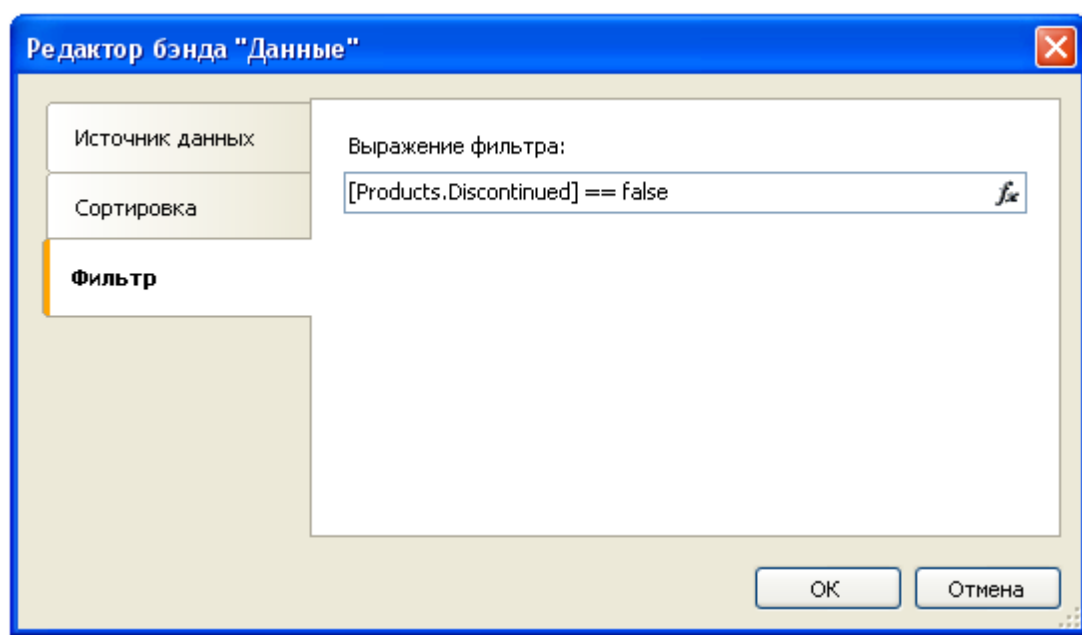 Редактор бэнда "Данные"
Источник данных
Сортировка
Фильтр
Выражение фильтра:
[Products.Discontinued] == false
fx
OK
Отмена